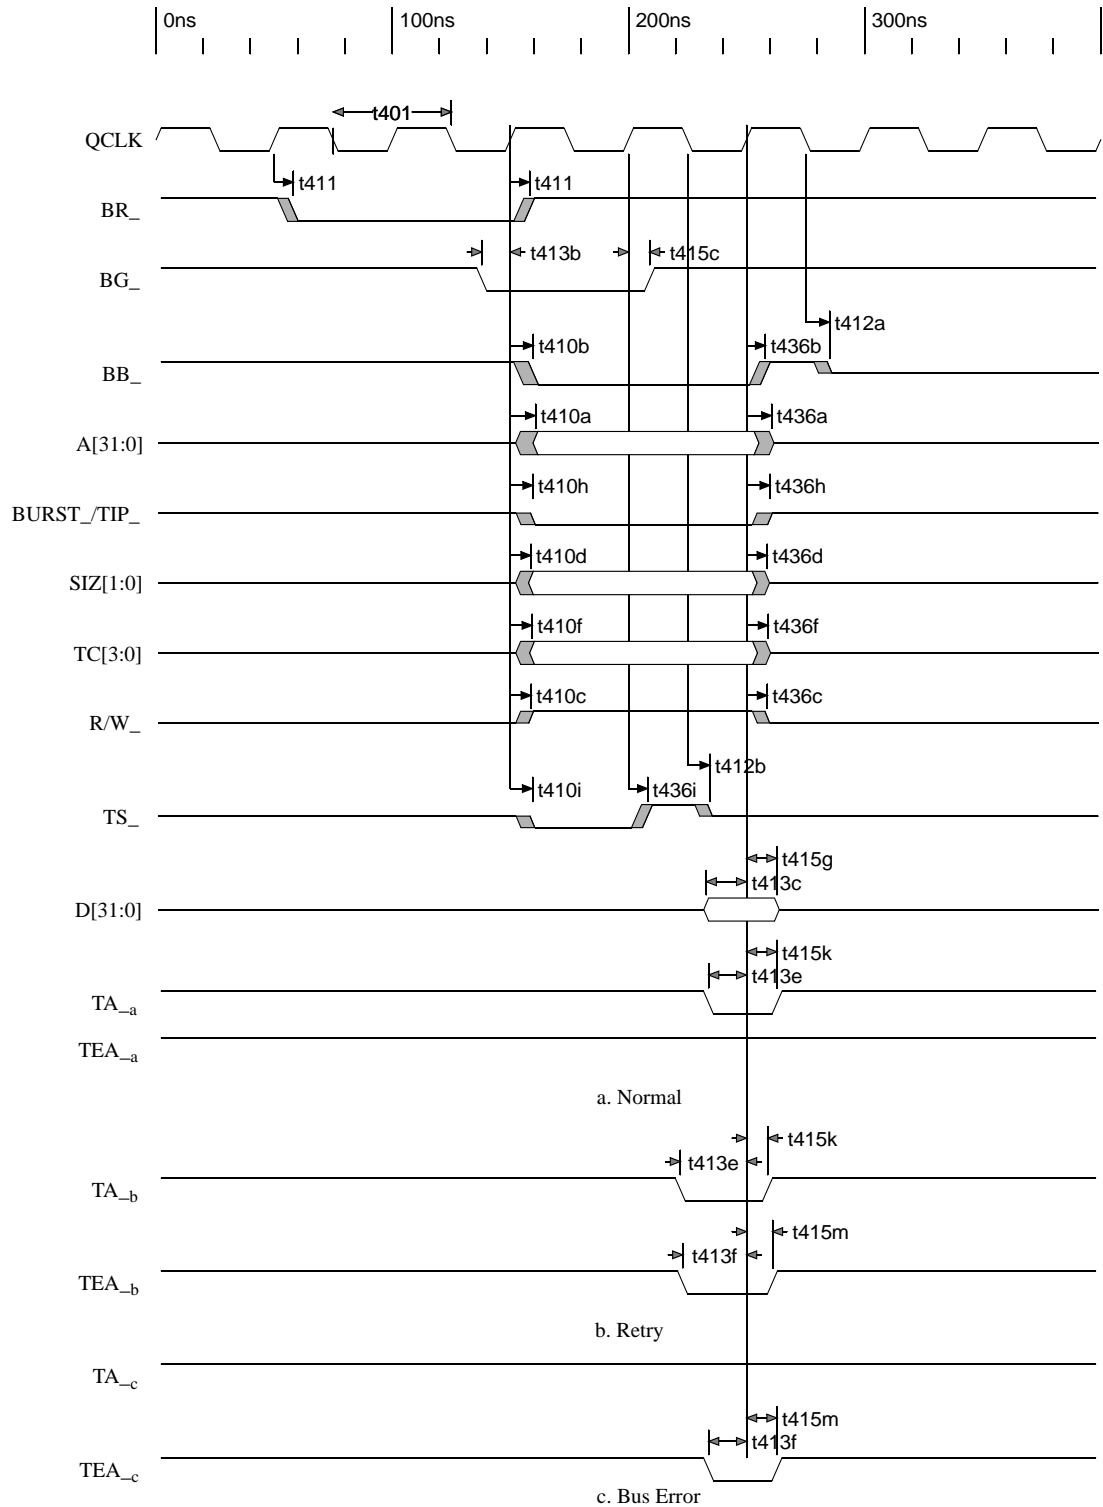 0ns 100ns 200ns 300ns
t401
QCLK
t411 t411
BR_
t413b t415c
BG_
t412a
t410b t436b
BB_
t410a t436a
A[31:0]
t410h t436h
BURST_/TIP_
t410d t436d
SIZ[1:0]
t410f t436f
TC[3:0]
t410c t436c
R/W_
t412b
t410i t436i
TS_
t415g
t413c
D[31:0]
t415k
t413e
TA_a
TEA_a
a. Normal
t415k
t413e
TA_b
t415m
t413f
TEA_b
b. Retry
TA_c
t415m
t413f
TEA_c
c. Bus Error